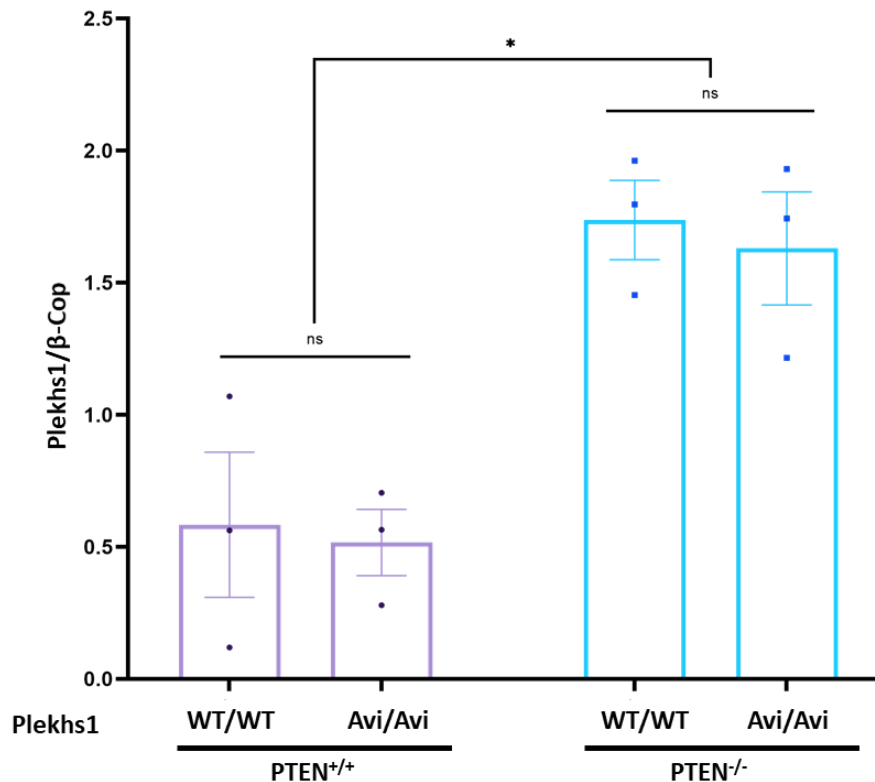 2.5
*
ns
2.0
1.5
ns
1.0
0.5
0.0
Plekhs1/β-Cop
Plekhs1 WT/WT Avi/Avi WT/WT Avi/Avi
PTEN⁺/⁺ PTEN⁻/⁻